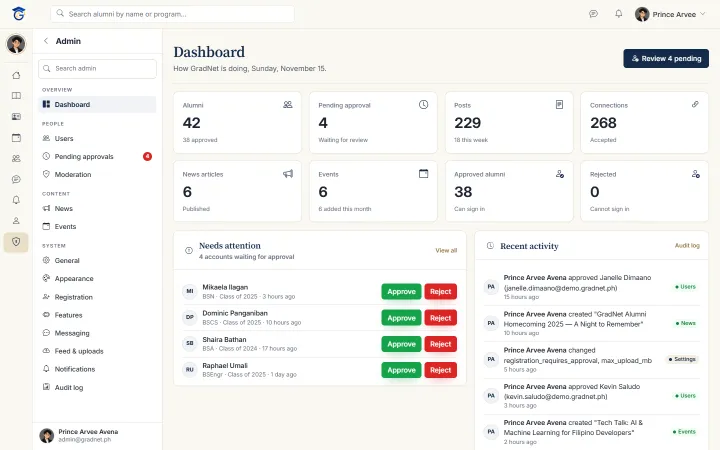 Search alumni by name or program...
Prince Arvee
Admin
Search admin
OVERVIEW
Dashboard
PEOPLE
Users
Pending approvals
4
Moderation
CONTENT
News
Events
SYSTEM
General
Appearance
Registration
Features
Messaging
Feed & uploads
Notifications
Audit log
Prince Arvee Avena
admin@gradnet.ph
Dashboard
How GradNet is doing, Sunday, November 15.
Review 4 pending
Alumni
42
38 approved
Pending approval
4
Waiting for review
Posts
229
18 this week
Connections
268
Accepted
News articles
6
Published
Events
6
6 added this month
Approved alumni
38
Can sign in
Rejected
0
Cannot sign in
Needs attention
4 accounts waiting for approval
View all
MI
Mikaela Ilagan
BSN · Class of 2025 · 3 hours ago
Approve
Reject
DP
Dominic Panganiban
BSCS · Class of 2025 · 10 hours ago
Approve
Reject
SB
Shaira Bathan
BSA · Class of 2024 · 17 hours ago
Approve
Reject
RU
Raphael Umali
BSEngr · Class of 2025 · 1 day ago
Approve
Reject
Recent activity
Audit log
PA
Prince Arvee Avena approved Janelle Dimaano
(janelle.dimaano@demo.gradnet.ph)
15 hours ago
Users
PA
Prince Arvee Avena created "GradNet Alumni
Homecoming 2025 — A Night to Remember"
10 hours ago
News
PA
Prince Arvee Avena changed
registration_requires_approval, max_upload_mb
5 hours ago
Settings
PA
Prince Arvee Avena approved Kevin Saludo
(kevin.saludo@demo.gradnet.ph)
3 hours ago
Users
PA
Prince Arvee Avena created "Tech Talk: AI &
Machine Learning for Filipino Developers"
2 hours ago
Events